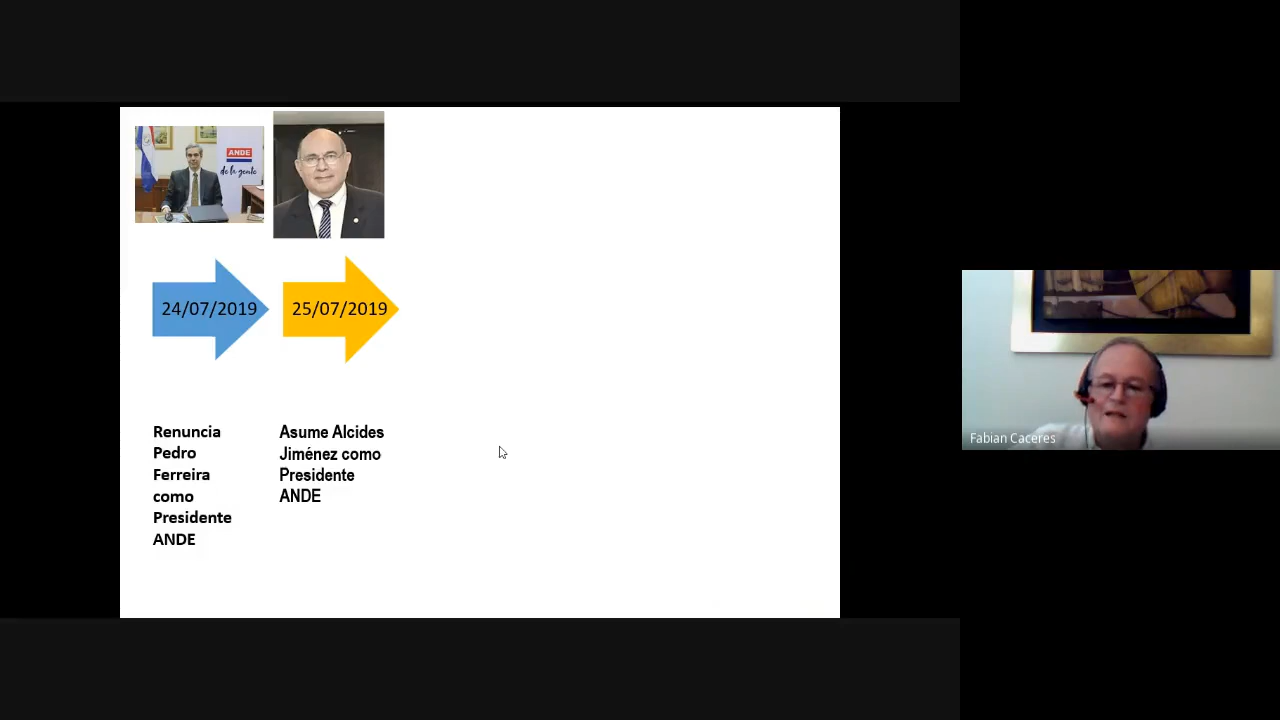 ANDE
de la gente
24/07/2019
25/07/2019
Renuncia
Pedro
Ferreira
como
Presidente
ANDE
Asume Alcides
Jiménez como
Presidente
ANDE
Fabian Caceres